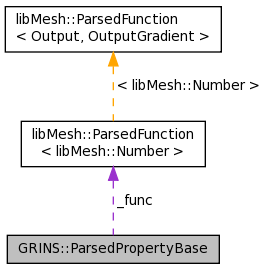 libMesh::ParsedFunction
< Output, OutputGradient >
< libMesh::Number >
libMesh::ParsedFunction
< libMesh::Number >
_func
GRINS::ParsedPropertyBase